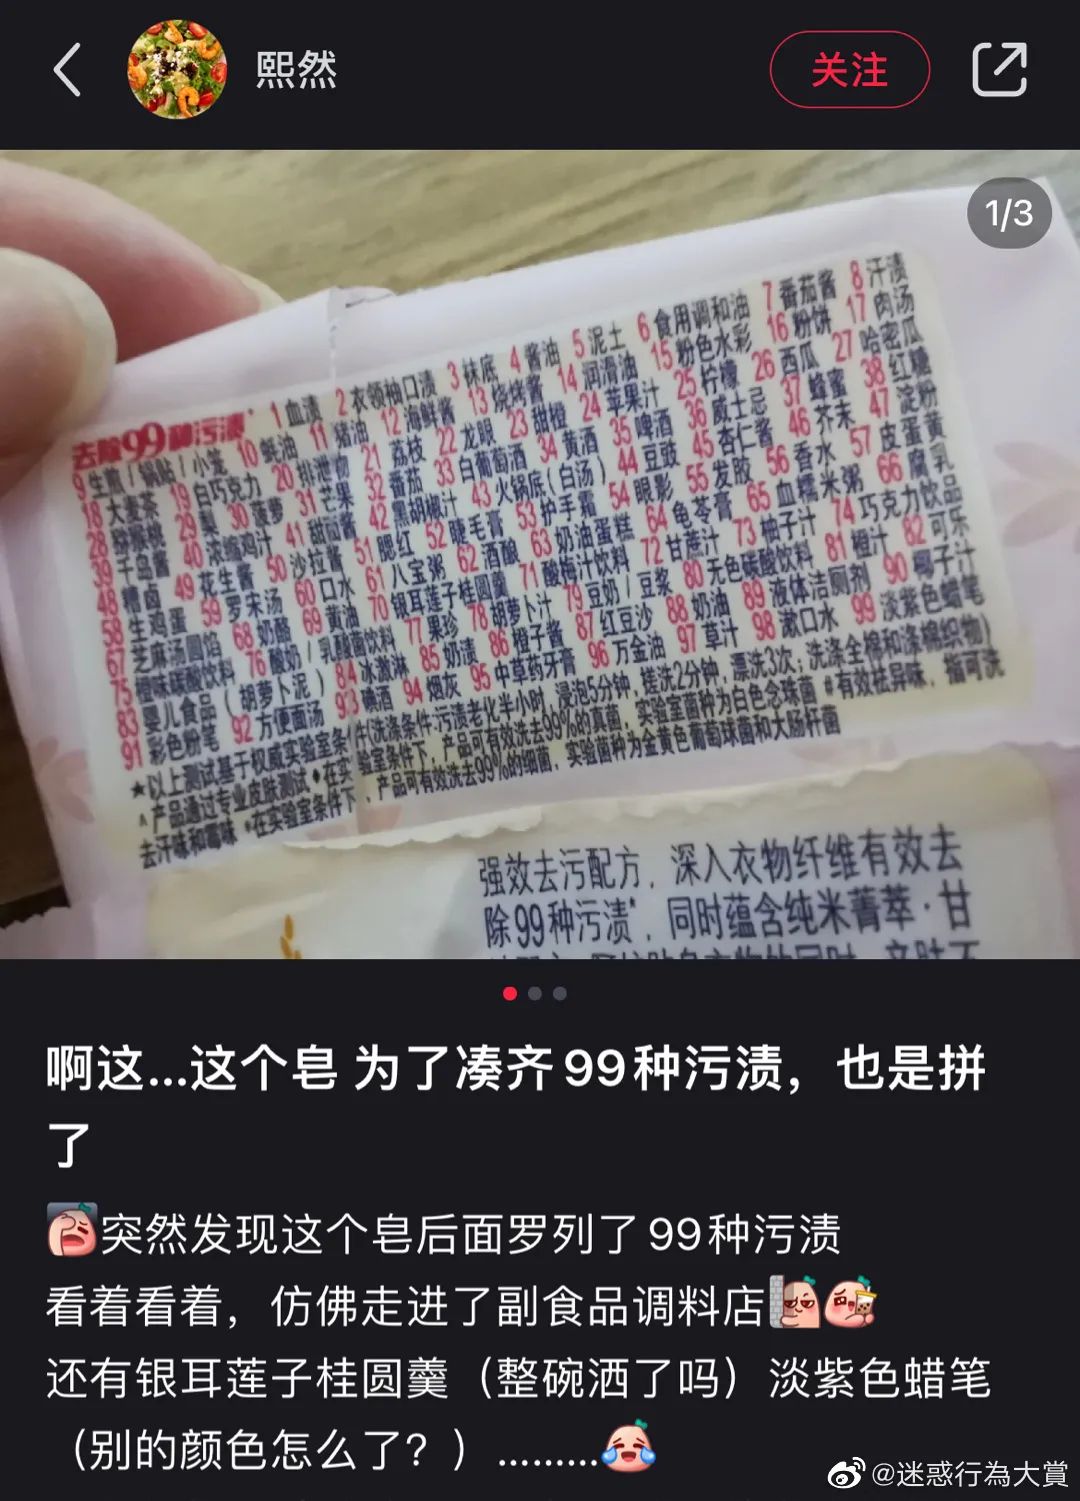 熙然
关注
1/3
去除99种污渍*
1血渍 2衣领袖口渍 3袜底 4酱油 5泥土 6食用调和油 7番茄酱 8汗渍
9生煎/锅贴/小笼 10蚝油 11猪油 12海鲜酱 13烧烤酱 14润滑油 15粉色水彩 16粉饼 17肉汤
18大麦茶 19白巧克力 20排泄物 21荔枝 22龙眼 23甜橙 24苹果汁 25柠檬 26西瓜 27哈密瓜
28猕猴桃 29梨 30菠萝 31芒果 32番茄 33白葡萄酒 34黄酒 35啤酒 36威士忌 37蜂蜜 38红糖
39千岛酱 40浓缩鸡汁 41甜面酱 42黑胡椒汁 43火锅底(白汤) 44豆豉 45杏仁酱 46芥末 47淀粉
48糟卤 49花生酱 50沙拉酱 51腮红 52睫毛膏 53护手霜 54眼影 55发胶 56香水 57皮蛋黄
58生鸡蛋 59罗宋汤 60口水 61八宝粥 62酒酿 63奶油蛋糕 64龟苓膏 65血糯米粥 66腐乳
67芝麻汤圆馅 68奶酪 69黄油 70银耳莲子桂圆羹 71酸梅汁饮料 72甘蔗汁 73柚子汁 74巧克力饮品
75橙味碳酸饮料 76酸奶/乳酸菌饮料 77果珍 78胡萝卜汁 79豆奶/豆浆 80无色碳酸饮料 81橙汁 82可乐
83婴儿食品(胡萝卜泥) 84冰激淋 85奶渍 86橙子酱 87红豆沙 88奶油 89液体洁厕剂 90椰子汁
91彩色粉笔 92方便面汤 93碘酒 94烟灰 95中草药牙膏 96万金油 97草汁 98漱口水 99淡紫色蜡笔
★以上测试基于权威实验室条件(洗涤条件:污渍老化半小时,浸泡5分钟,搓洗2分钟,漂洗3次;洗涤全棉和涤棉织物)
^产品通过专业皮肤测试 ◆在实验室条件下,产品可有效洗去99%的真菌,实验室菌种为白色念珠菌 #有效祛异味,指可洗
去汗味和霉味 *在实验室条件下,产品可有效洗去99%的细菌,实验菌种为金黄色葡萄球菌和大肠杆菌
强效去污配方,深入衣物纤维有效去
除99种污渍*,同时蕴含纯米菁萃·甘
啊这...这个皂 为了凑齐99种污渍，也是拼
了
突然发现这个皂后面罗列了99种污渍
看着看着，仿佛走进了副食品调料店
还有银耳莲子桂圆羹（整碗洒了吗）淡紫色蜡笔
（别的颜色怎么了？）.........
@迷惑行為大賞